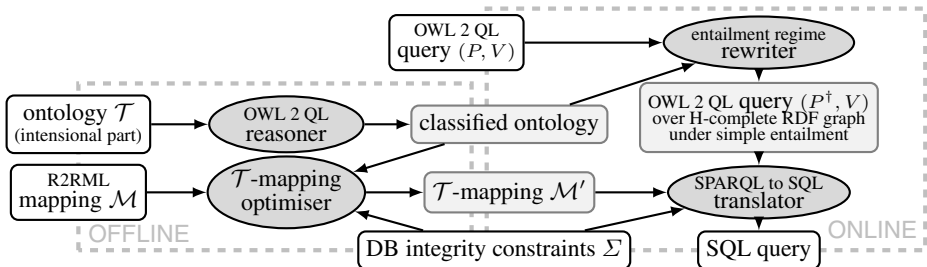 OWL 2 QL
query (P, V)
entailment regime
rewriter
ontology 𝒯
(intensional part)
OWL 2 QL
reasoner
classified ontology
OWL 2 QL query (P†, V)
over H-complete RDF graph
under simple entailment
R2RML
mapping ℳ
𝒯-mapping
optimiser
𝒯-mapping ℳ′
SPARQL to SQL
translator
OFFLINE
DB integrity constraints Σ
SQL query
ONLINE